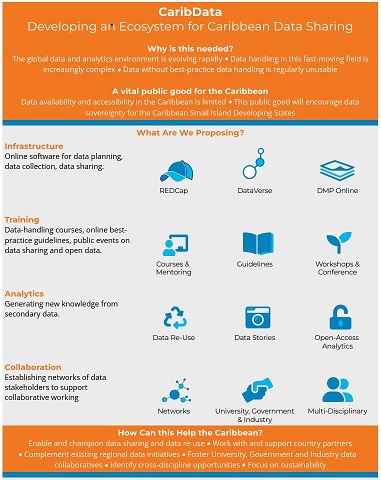 CaribData
Developing an Ecosystem for Caribbean Data Sharing
Why is this needed?
The global data and analytics environment is evolving rapidly • Data handling in this fast-moving field is
increasingly complex • Data without best-practice data handling is regularly unusable
A vital public good for the Caribbean
Data availability and accessibility in the Caribbean is limited • This public good will encourage data
sovereignty for the Caribbean Small Island Developing States
What Are We Proposing?
Infrastructure
Online software for data planning,
data collection, data sharing.
REDCap
DataVerse
DMP Online
Training
Data-handling courses, online best-
practice guidelines, public events on
data sharing and open data.
Courses &
Mentoring
Guidelines
Workshops &
Conference
Analytics
Generating new knowledge from
secondary data.
Data Re-Use
Data Stories
Open-Access
Analytics
Collaboration
Establishing networks of data
stakeholders to support
collaborative working
Networks
University, Government
& Industry
Multi-Disciplinary
How Can this Help the Caribbean?
Enable and champion data sharing and data re-use • Work with and support country partners
• Complement existing regional data initiatives • Foster University, Government and Industry data
collaboratives • Identify cross-discipline opportunities • Focus on sustainability